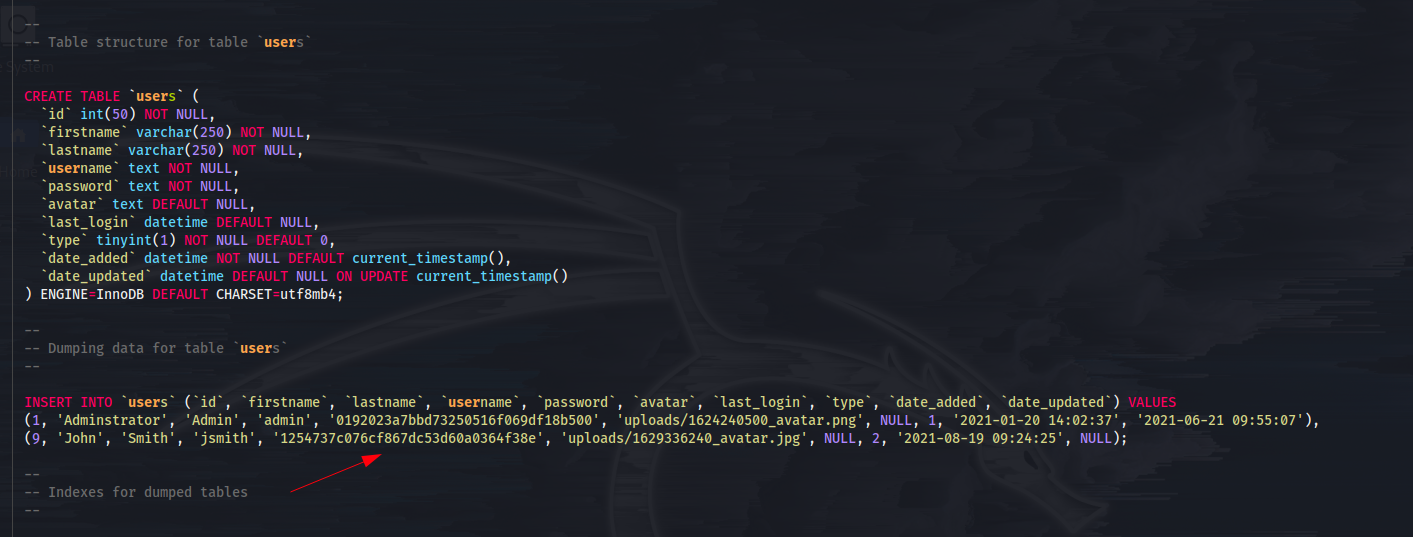 --
-- Table structure for table `users`
--
CREATE TABLE `users` (
  `id` int(50) NOT NULL,
  `firstname` varchar(250) NOT NULL,
  `lastname` varchar(250) NOT NULL,
  `username` text NOT NULL,
  `password` text NOT NULL,
  `avatar` text DEFAULT NULL,
  `last_login` datetime DEFAULT NULL,
  `type` tinyint(1) NOT NULL DEFAULT 0,
  `date_added` datetime NOT NULL DEFAULT current_timestamp(),
  `date_updated` datetime DEFAULT NULL ON UPDATE current_timestamp()
) ENGINE=InnoDB DEFAULT CHARSET=utf8mb4;
--
-- Dumping data for table `users`
--
INSERT INTO `users` (`id`, `firstname`, `lastname`, `username`, `password`, `avatar`, `last_login`, `type`, `date_added`, `date_updated`) VALUES
(1, 'Adminstrator', 'Admin', 'admin', '0192023a7bbd73250516f069df18b500', 'uploads/1624240500_avatar.png', NULL, 1, '2021-01-20 14:02:37', '2021-06-21 09:55:07'),
(9, 'John', 'Smith', 'jsmith', '1254737c076cf867dc53d60a0364f38e', 'uploads/1629336240_avatar.jpg', NULL, 2, '2021-08-19 09:24:25', NULL);
--
-- Indexes for dumped tables
--